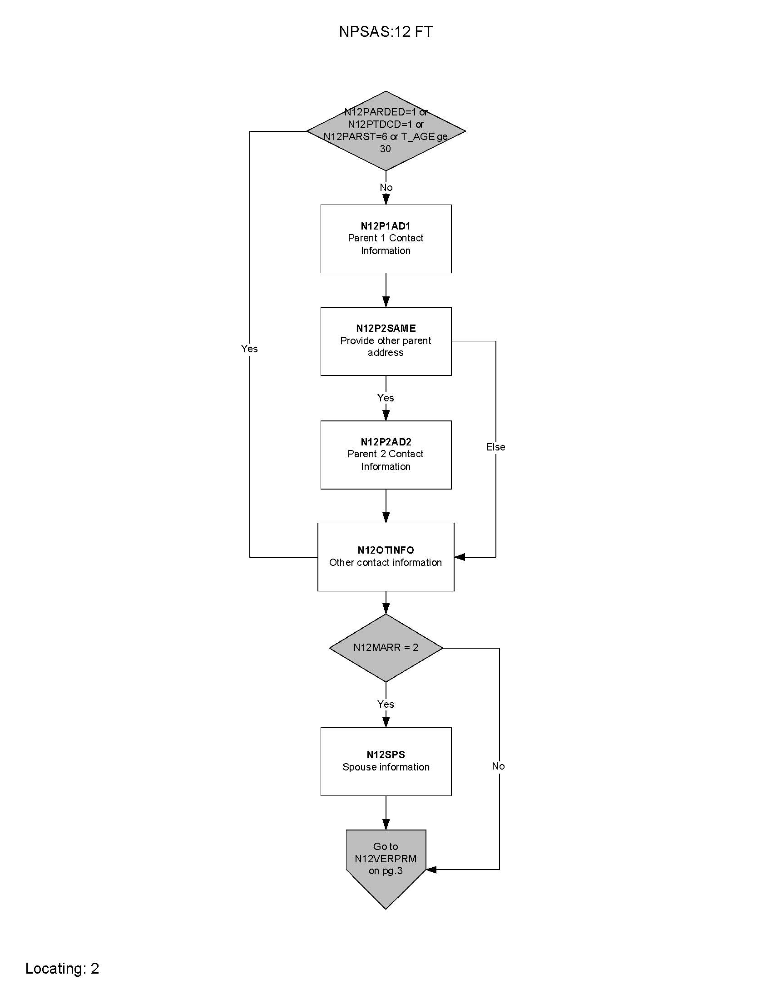 NPSAS:12 FT
N12PARDED=1 or
N12PTDCD=1 or
N12PARST=6 or T_AGE ge
30
No
N12P1AD1
Parent 1 Contact
Information
N12P2SAME
Provide other parent
address
Yes
Yes
N12P2AD2
Parent 2 Contact
Information
Else
N12OTINFO
Other contact information
N12MARR = 2
Yes
N12SPS
Spouse information
No
Go to
N12VERPRM
on pg.3
Locating: 2